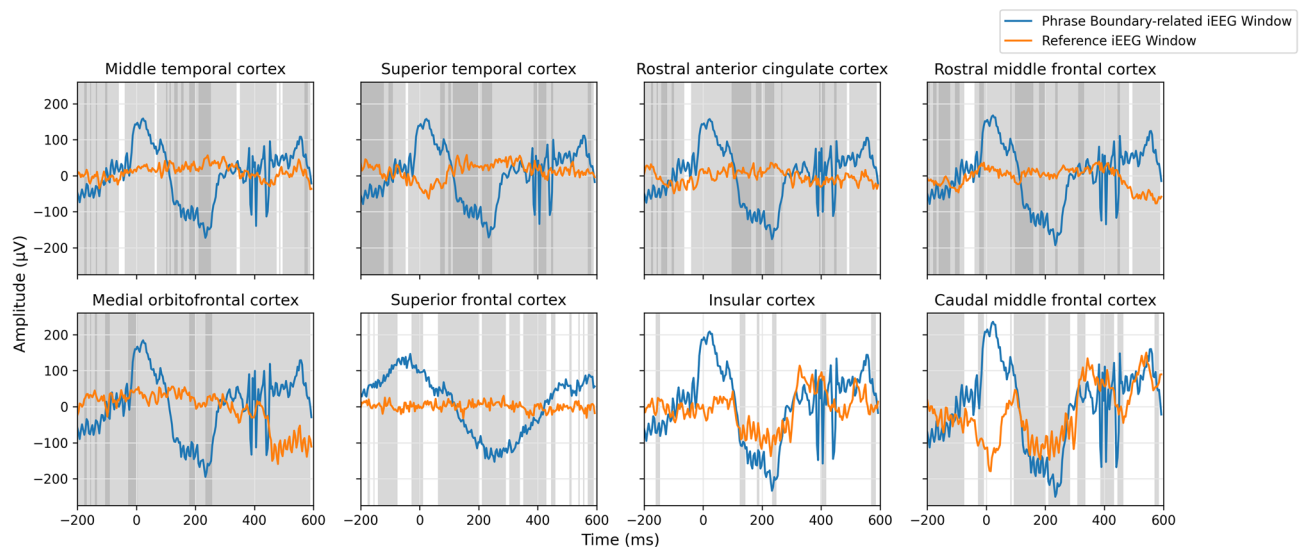 Phrase Boundary-related iEEG Window
Reference iEEG Window
Middle temporal cortex
Superior temporal cortex
Rostral anterior cingulate cortex
Rostral middle frontal cortex
200
100
0
−100
−200
Medial orbitofrontal cortex
Superior frontal cortex
Insular cortex
Caudal middle frontal cortex
200
100
0
−100
−200
Amplitude (µV)
−200 0 200 400 600
−200 0 200 400 600
−200 0 200 400 600
−200 0 200 400 600
Time (ms)